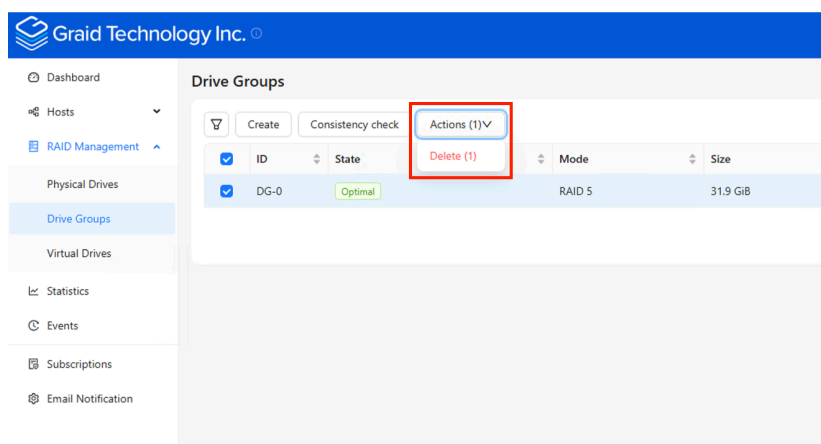 Graid Technology Inc.
Dashboard
Hosts
RAID Management
Physical Drives
Drive Groups
Virtual Drives
Statistics
Events
Subscriptions
Email Notification
Drive Groups
Create Consistency check Actions (1)
Delete (1)
ID State Mode Size
DG-0 Optimal RAID 5 31.9 GiB